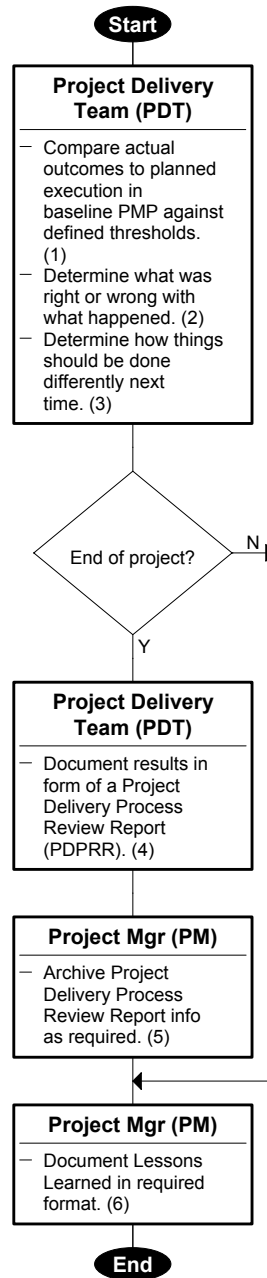 Start
Project Delivery
Team (PDT)
– Compare actual
outcomes to planned
execution in
baseline PMP against
defined thresholds.
(1)
– Determine what was
right or wrong with
what happened. (2)
– Determine how things
should be done
differently next
time. (3)
End of project?
N
Y
Project Delivery
Team (PDT)
– Document results in
form of a Project
Delivery Process
Review Report
(PDPRR). (4)
Project Mgr (PM)
– Archive Project
Delivery Process
Review Report info
as required. (5)
Project Mgr (PM)
– Document Lessons
Learned in required
format. (6)
End